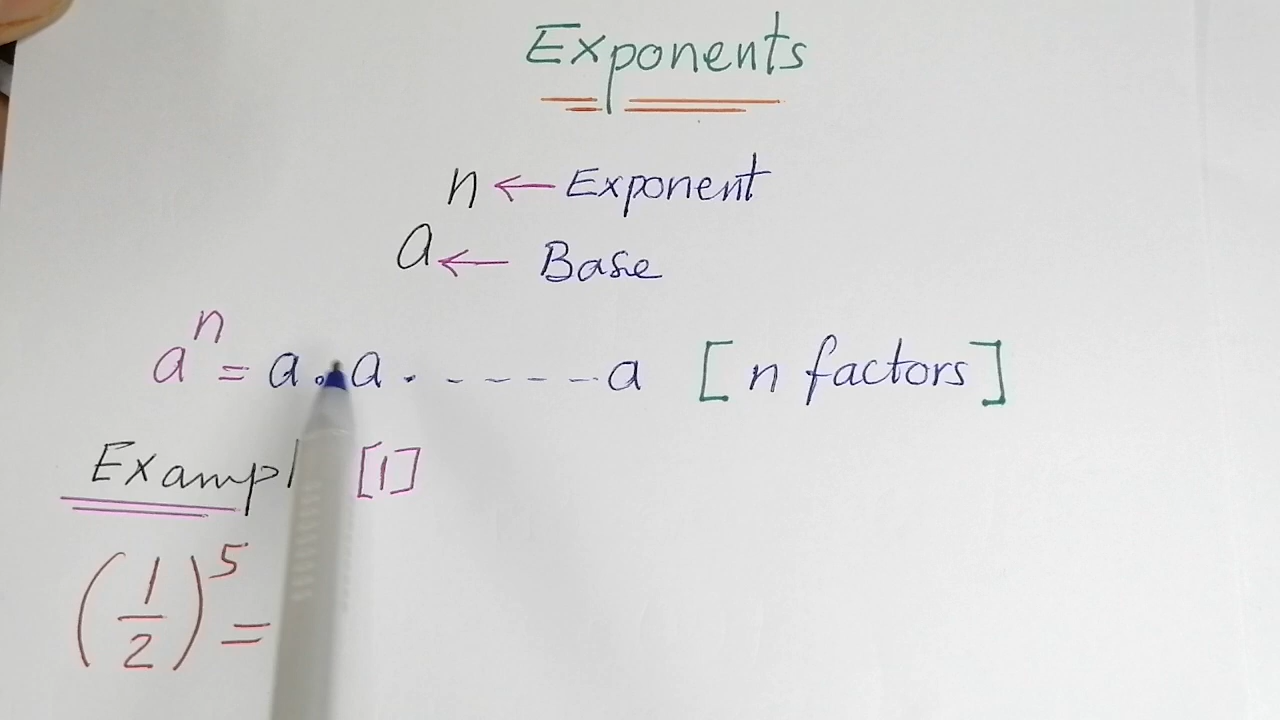 Exponents
n ← Exponent
a ← Base
aⁿ = a . a . - - - - - a [n factors]
Exampl [1]
(1/2)⁵ =